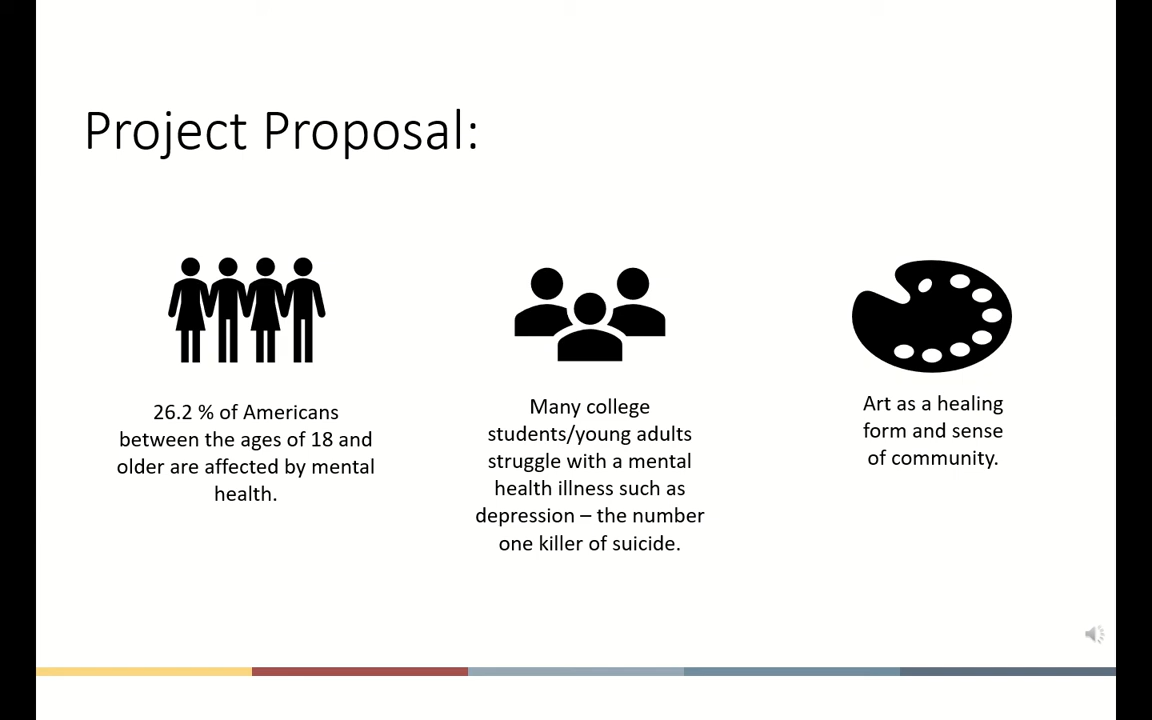 Project Proposal:
26.2 % of Americans
between the ages of 18 and
older are affected by mental
health.
Many college
students/young adults
struggle with a mental
health illness such as
depression – the number
one killer of suicide.
Art as a healing
form and sense
of community.